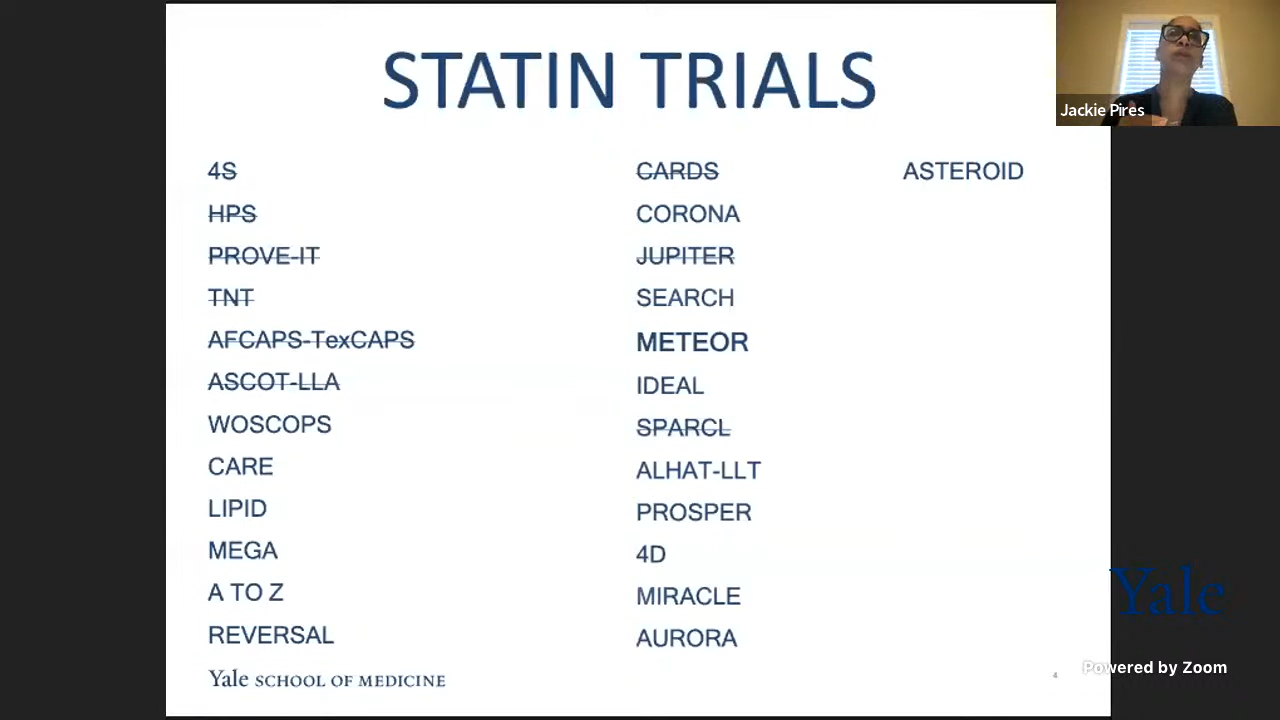 STATIN TRIALS
Jackie Pires
4S
HPS
PROVE-IT
TNT
AFCAPS-TexCAPS
ASCOT-LLA
WOSCOPS
CARE
LIPID
MEGA
A TO Z
REVERSAL
CARDS
CORONA
JUPITER
SEARCH
METEOR
IDEAL
SPARCL
ALHAT-LLT
PROSPER
4D
MIRACLE
AURORA
ASTEROID
Yale SCHOOL OF MEDICINE
4
Yale
Powered by Zoom